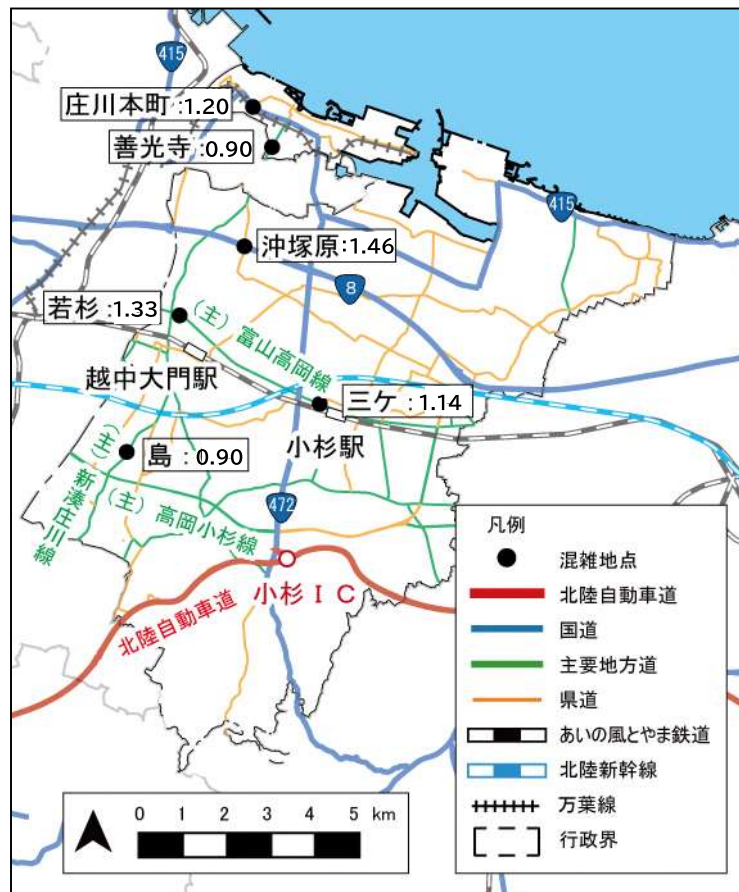 415
庄川本町:1.20
善光寺:0.90
415
沖塚原:1.46
8
若杉:1.33
(主)富山高岡線
越中大門駅
三ケ:1.14
小杉駅
島:0.90
(主)新湊庄川線
(主)高岡小杉線
472
小杉IC
北陸自動車道
凡例
混雑地点
北陸自動車道
国道
主要地方道
県道
あいの風とやま鉄道
北陸新幹線
万葉線
行政界
0 1 2 3 4 5 km